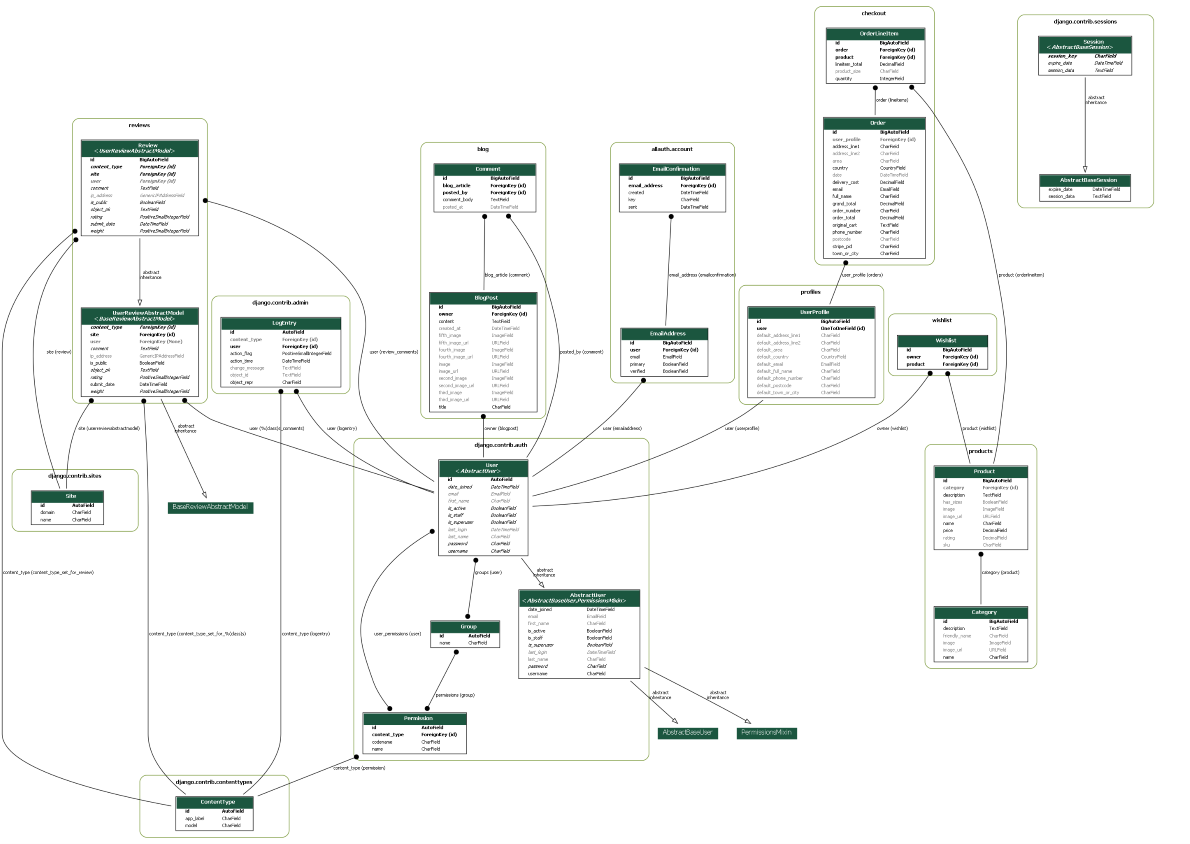 checkout
OrderLineItem
id BigAutoField
order ForeignKey (id)
product ForeignKey (id)
lineitem_total DecimalField
product_size CharField
quantity IntegerField
order (lineitems)
Order
id BigAutoField
user_profile ForeignKey (id)
address_line1 CharField
address_line2 CharField
area CharField
country CountryField
date DateTimeField
delivery_cost DecimalField
email EmailField
full_name CharField
grand_total DecimalField
order_number CharField
order_total DecimalField
original_cart TextField
phone_number CharField
postcode CharField
stripe_pid CharField
town_or_city CharField
user_profile (orders)
product (orderlineitem)
django.contrib.sessions
Session
<AbstractBaseSession>
session_key CharField
expire_date DateTimeField
session_data TextField
abstract
inheritance
AbstractBaseSession
expire_date DateTimeField
session_data TextField
reviews
Review
<UserReviewAbstractModel>
id BigAutoField
content_type ForeignKey (id)
site ForeignKey (id)
user ForeignKey (id)
comment TextField
ip_address GenericIPAddressField
is_public BooleanField
object_pk TextField
rating PositiveSmallIntegerField
submit_date DateTimeField
weight PositiveSmallIntegerField
abstract
inheritance
UserReviewAbstractModel
<BaseReviewAbstractModel>
content_type ForeignKey (id)
site ForeignKey (id)
user ForeignKey (None)
comment TextField
ip_address GenericIPAddressField
is_public BooleanField
object_pk TextField
rating PositiveSmallIntegerField
submit_date DateTimeField
weight PositiveSmallIntegerField
site (review)
user (review_comments)
site (userreviewabstractmodel)
abstract
inheritance
user (%(class)s_comments)
BaseReviewAbstractModel
django.contrib.sites
Site
id AutoField
domain CharField
name CharField
django.contrib.admin
LogEntry
id AutoField
content_type ForeignKey (id)
user ForeignKey (id)
action_flag PositiveSmallIntegerField
action_time DateTimeField
change_message TextField
object_id TextField
object_repr CharField
user (logentry)
blog
Comment
id BigAutoField
blog_article ForeignKey (id)
posted_by ForeignKey (id)
comment_body TextField
posted_at DateTimeField
blog_article (comment)
posted_by (comment)
BlogPost
id BigAutoField
owner ForeignKey (id)
content TextField
created_at DateTimeField
fifth_image ImageField
fifth_image_url URLField
fourth_image ImageField
fourth_image_url URLField
image ImageField
image_url URLField
second_image ImageField
second_image_url URLField
third_image ImageField
third_image_url URLField
title CharField
owner (blogpost)
allauth.account
EmailConfirmation
id AutoField
email_address ForeignKey (id)
created DateTimeField
key CharField
sent DateTimeField
email_address (emailconfirmation)
EmailAddress
id AutoField
user ForeignKey (id)
email EmailField
primary BooleanField
verified BooleanField
user (emailaddress)
profiles
UserProfile
id BigAutoField
user OneToOneField (id)
default_address_line1 CharField
default_address_line2 CharField
default_area CharField
default_country CountryField
default_email EmailField
default_full_name CharField
default_phone_number CharField
default_postcode CharField
default_town_or_city CharField
user (userprofile)
wishlist
Wishlist
id BigAutoField
owner ForeignKey (id)
product ForeignKey (id)
owner (wishlist)
product (wishlist)
products
Product
id BigAutoField
category ForeignKey (id)
description TextField
has_sizes BooleanField
image ImageField
image_url URLField
name CharField
price DecimalField
rating DecimalField
sku CharField
category (product)
Category
id BigAutoField
description TextField
friendly_name CharField
image ImageField
image_url URLField
name CharField
django.contrib.auth
User
<AbstractUser>
id AutoField
date_joined DateTimeField
email EmailField
first_name CharField
is_active BooleanField
is_staff BooleanField
is_superuser BooleanField
last_login DateTimeField
last_name CharField
password CharField
username CharField
groups (user)
abstract
inheritance
user_permissions (user)
AbstractUser
<AbstractBaseUser,PermissionsMixin>
date_joined DateTimeField
email EmailField
first_name CharField
is_active BooleanField
is_staff BooleanField
is_superuser BooleanField
last_login DateTimeField
last_name CharField
password CharField
username CharField
Group
id AutoField
name CharField
permissions (group)
abstract
inheritance
abstract
inheritance
AbstractBaseUser
PermissionsMixin
Permission
id AutoField
content_type ForeignKey (id)
codename CharField
name CharField
content_type (permission)
content_type (content_type_set_for_review)
content_type (content_type_set_for_%(class)s)
content_type (logentry)
django.contrib.contenttypes
ContentType
id AutoField
app_label CharField
model CharField